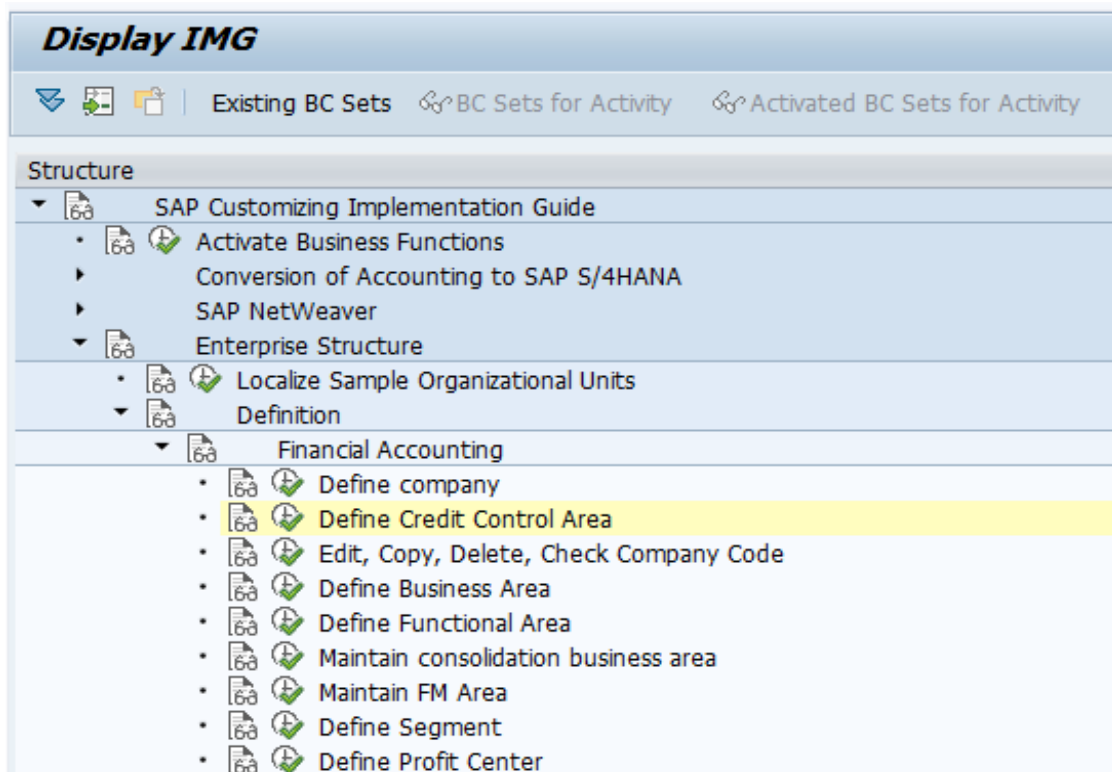 Display IMG
Existing BC Sets BC Sets for Activity Activated BC Sets for Activity
Structure
SAP Customizing Implementation Guide
Activate Business Functions
Conversion of Accounting to SAP S/4HANA
SAP NetWeaver
Enterprise Structure
Localize Sample Organizational Units
Definition
Financial Accounting
Define company
Define Credit Control Area
Edit, Copy, Delete, Check Company Code
Define Business Area
Define Functional Area
Maintain consolidation business area
Maintain FM Area
Define Segment
Define Profit Center